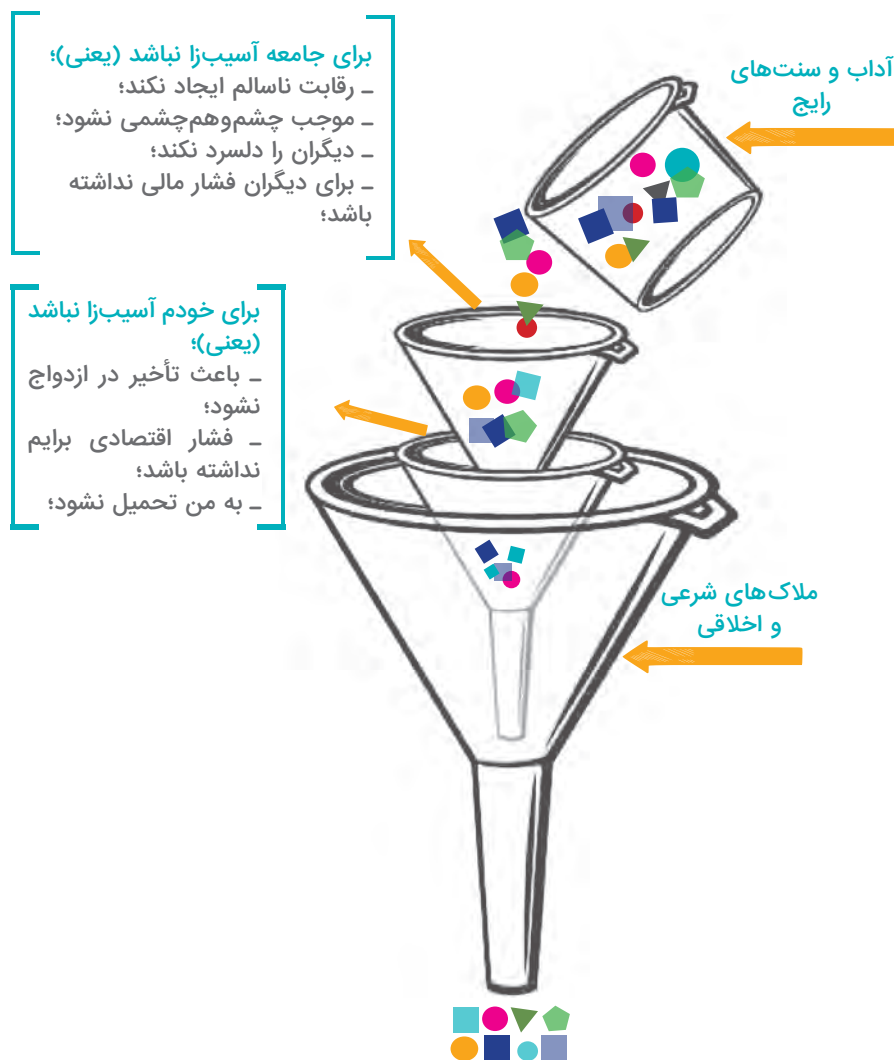 آداب و سنت‌های
رایج
برای جامعه آسیب‌زا نباشد (یعنی)؛
ـ رقابت ناسالم ایجاد نکند؛
ـ موجب چشم‌وهم‌چشمی نشود؛
ـ دیگران را دلسرد نکند؛
ـ برای دیگران فشار مالی نداشته
باشد؛
برای خودم آسیب‌زا نباشد
(یعنی)؛
ـ باعث تأخیر در ازدواج
نشود؛
ـ فشار اقتصادی برایم
نداشته باشد؛
ـ به من تحمیل نشود؛
ملاک‌های شرعی
و اخلاقی